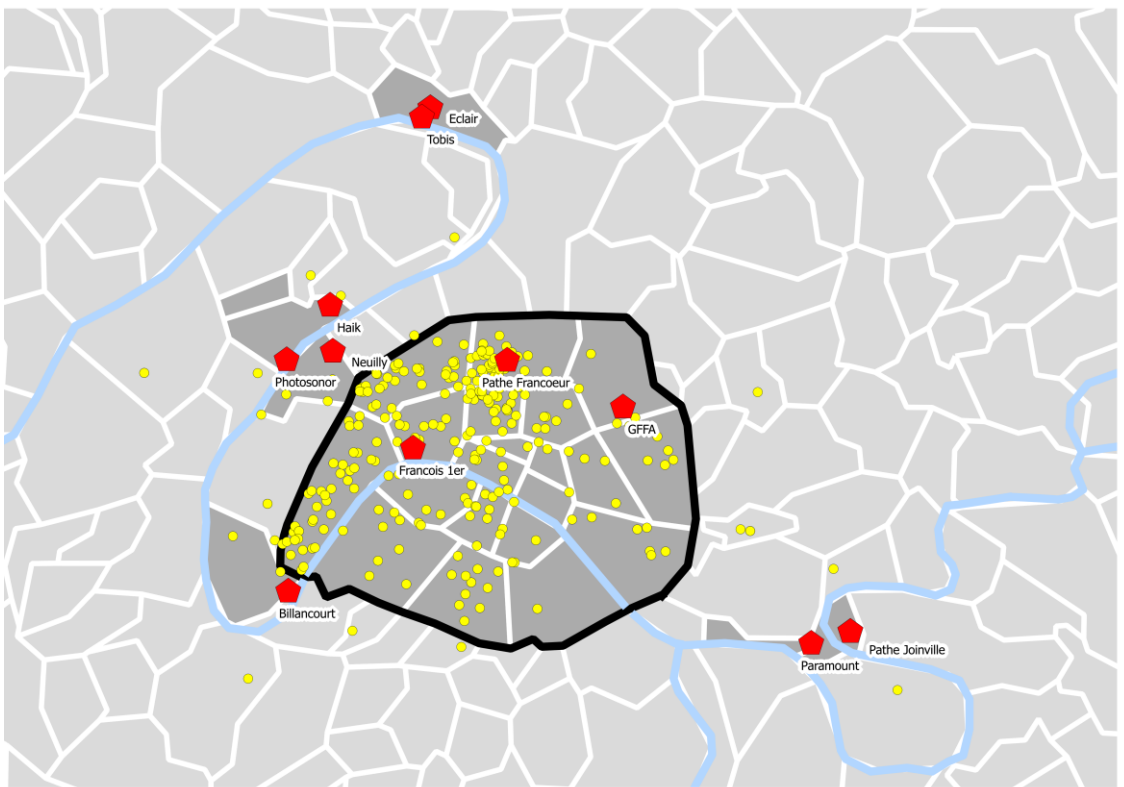 Eclair
Tobis
Haik
Neuilly
Photosonor
Pathe Francoeur
GFFA
Francois 1er
Billancourt
Pathe Joinville
Paramount